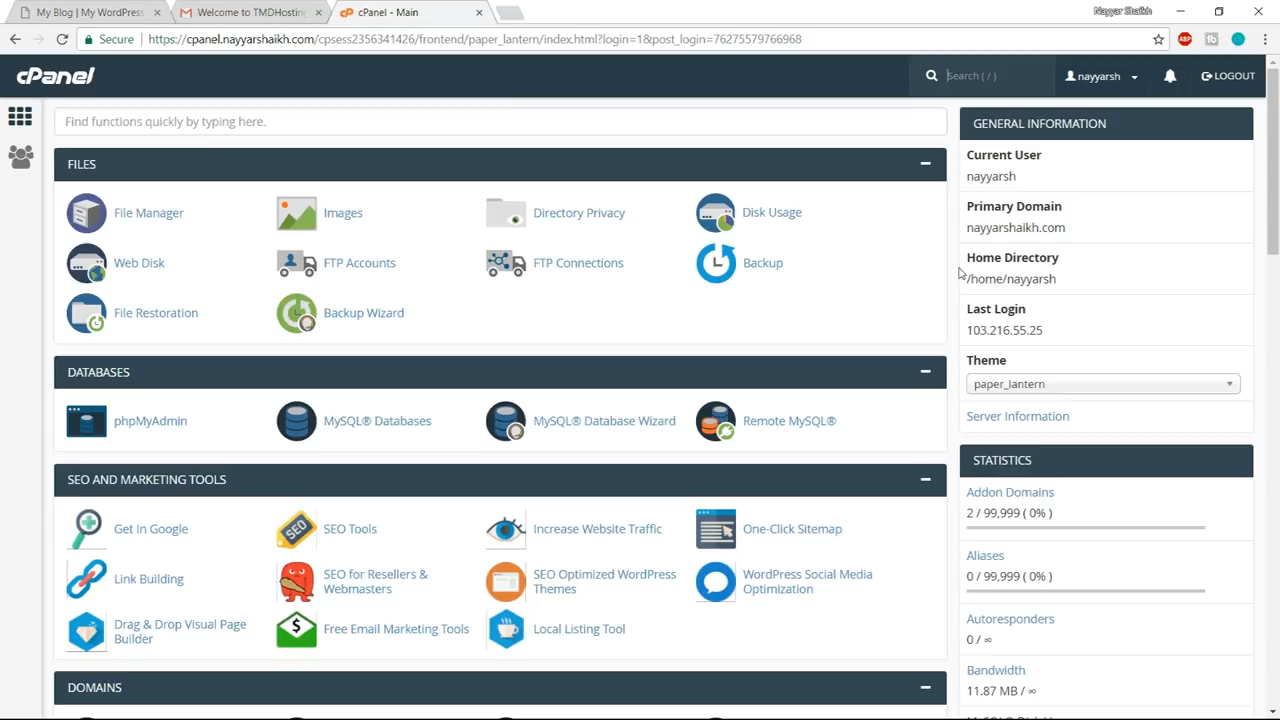 My Blog | My WordPress
Welcome to TMDHosting
cPanel - Main
Nayyar Shaikh
Secure
https://cpanel.nayyarshaikh.com/cpsess2356341426/frontend/paper_lantern/index.html?login=1&post_login=76275579766968
ABP
cPanel
Search ( / )
nayyarsh
LOGOUT
Find functions quickly by typing here.
FILES
File Manager
Images
Directory Privacy
Disk Usage
Web Disk
FTP Accounts
FTP Connections
Backup
File Restoration
Backup Wizard
DATABASES
phpMyAdmin
MySQL® Databases
MySQL® Database Wizard
Remote MySQL®
SEO AND MARKETING TOOLS
Get In Google
SEO
SEO Tools
Increase Website Traffic
One-Click Sitemap
Link Building
SEO for Resellers &
Webmasters
SEO Optimized WordPress
Themes
WordPress Social Media
Optimization
Drag & Drop Visual Page
Builder
$
Free Email Marketing Tools
Local Listing Tool
DOMAINS
GENERAL INFORMATION
Current User
nayyarsh
Primary Domain
nayyarshaikh.com
Home Directory
/home/nayyarsh
Last Login
103.216.55.25
Theme
paper_lantern
Server Information
STATISTICS
Addon Domains
2 / 99,999 ( 0% )
Aliases
0 / 99,999 ( 0% )
Autoresponders
0 / ∞
Bandwidth
11.87 MB / ∞